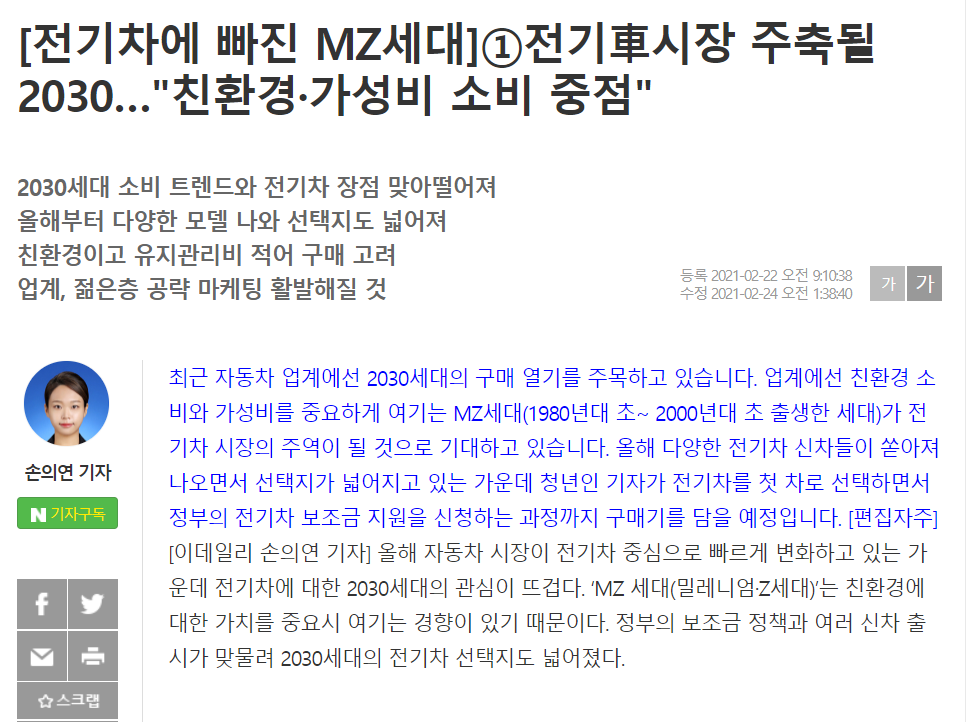 [전기차에 빠진 MZ세대]①전기車시장 주축될
2030…"친환경·가성비 소비 중점"
2030세대 소비 트렌드와 전기차 장점 맞아떨어져
올해부터 다양한 모델 나와 선택지도 넓어져
친환경이고 유지관리비 적어 구매 고려
업계, 젊은층 공략 마케팅 활발해질 것
등록 2021-02-22 오전 9:10:38
수정 2021-02-24 오전 1:38:40
가 가
손의연 기자
N 기자구독
스크랩
최근 자동차 업계에선 2030세대의 구매 열기를 주목하고 있습니다. 업계에선 친환경 소
비와 가성비를 중요하게 여기는 MZ세대(1980년대 초~ 2000년대 초 출생한 세대)가 전
기차 시장의 주역이 될 것으로 기대하고 있습니다. 올해 다양한 전기차 신차들이 쏟아져
나오면서 선택지가 넓어지고 있는 가운데 청년인 기자가 전기차를 첫 차로 선택하면서
정부의 전기차 보조금 지원을 신청하는 과정까지 구매기를 담을 예정입니다. [편집자주]
[이데일리 손의연 기자] 올해 자동차 시장이 전기차 중심으로 빠르게 변화하고 있는 가
운데 전기차에 대한 2030세대의 관심이 뜨겁다. ‘MZ 세대(밀레니엄·Z세대)’는 친환경에
대한 가치를 중요시 여기는 경향이 있기 때문이다. 정부의 보조금 정책과 여러 신차 출
시가 맞물려 2030세대의 전기차 선택지도 넓어졌다.